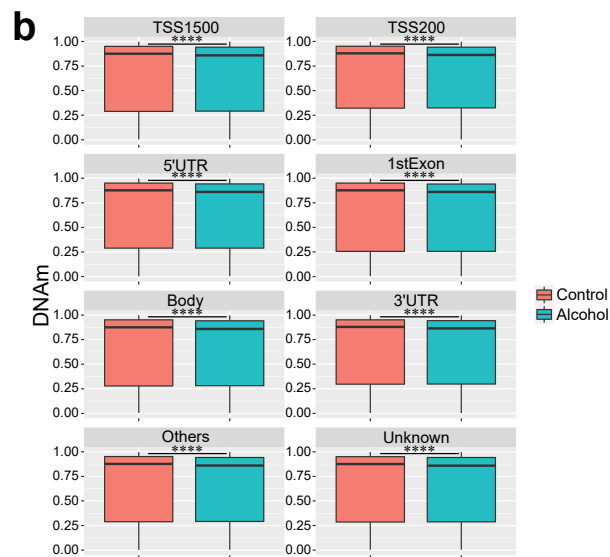 b
TSS1500 TSS200
1.00 **** 1.00 ****
0.75 0.75
0.50 0.50
0.25 0.25
0.00 0.00
5'UTR 1stExon
1.00 **** 1.00 ****
0.75 0.75
0.50 0.50
0.25 0.25
0.00 0.00
DNAm
Control
Alcohol
Body 3'UTR
1.00 **** 1.00 ****
0.75 0.75
0.50 0.50
0.25 0.25
0.00 0.00
Others Unknown
1.00 **** 1.00 ****
0.75 0.75
0.50 0.50
0.25 0.25
0.00 0.00